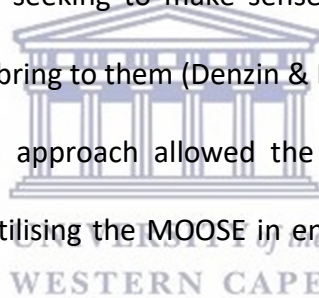 seeking to make sense
bring to them (Denzin &
approach allowed the
tilising the MOOSE in en
UNIVERSITY of the
WESTERN CAPE